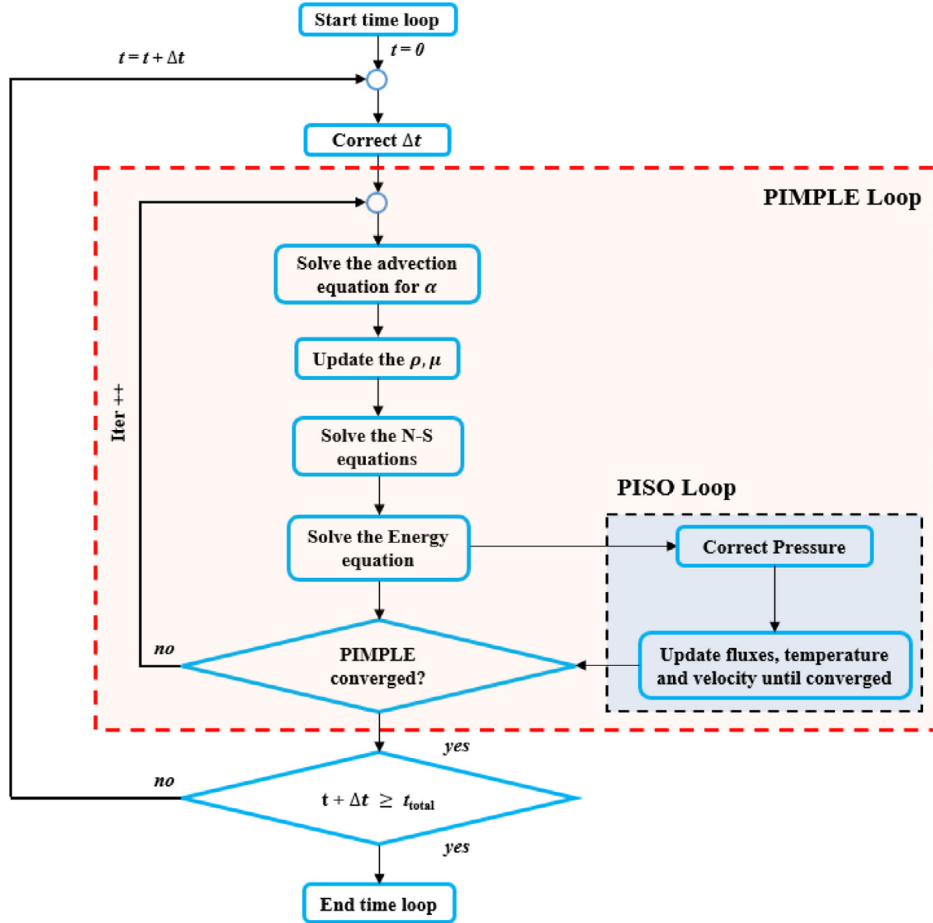 Start time loop
t = 0
t = t + Δt
Correct Δt
PIMPLE Loop
Solve the advection
equation for α
Update the ρ, μ
Iter ++
Solve the N-S
equations
PISO Loop
Solve the Energy
equation
Correct Pressure
no
PIMPLE
converged?
Update fluxes, temperature
and velocity until converged
yes
no
t + Δt ≥ t_total
yes
End time loop